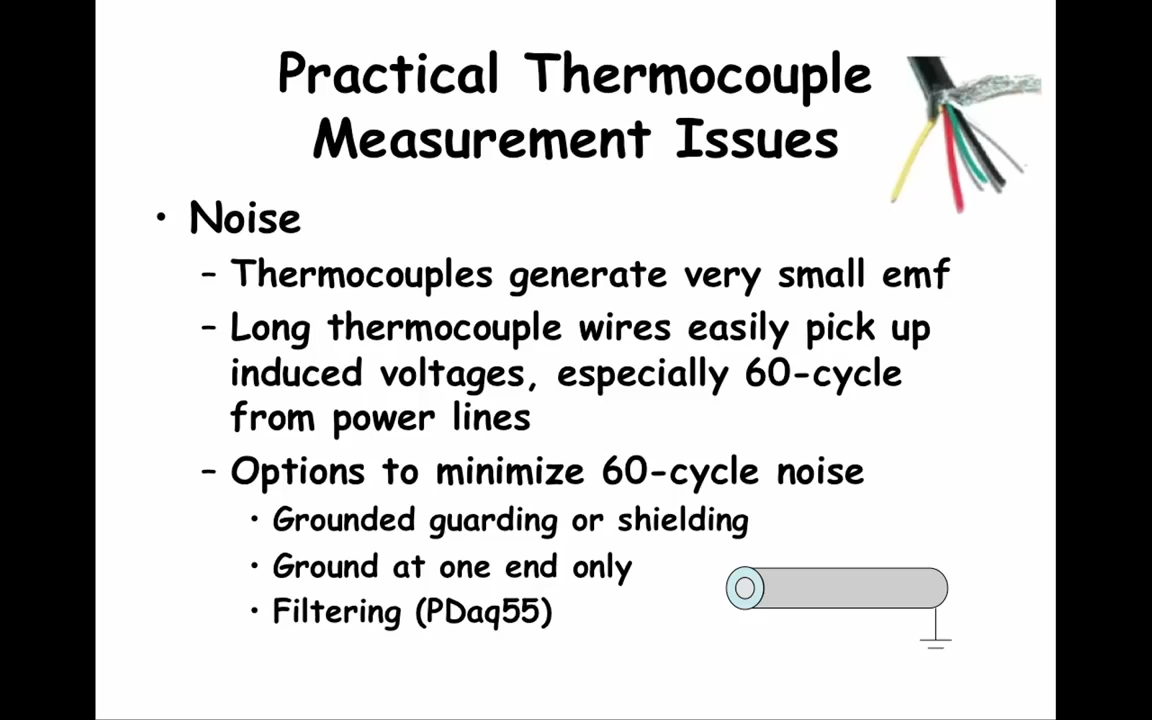 Practical Thermocouple
Measurement Issues
• Noise
– Thermocouples generate very small emf
– Long thermocouple wires easily pick up
induced voltages, especially 60-cycle
from power lines
– Options to minimize 60-cycle noise
• Grounded guarding or shielding
• Ground at one end only
• Filtering (PDaq55)